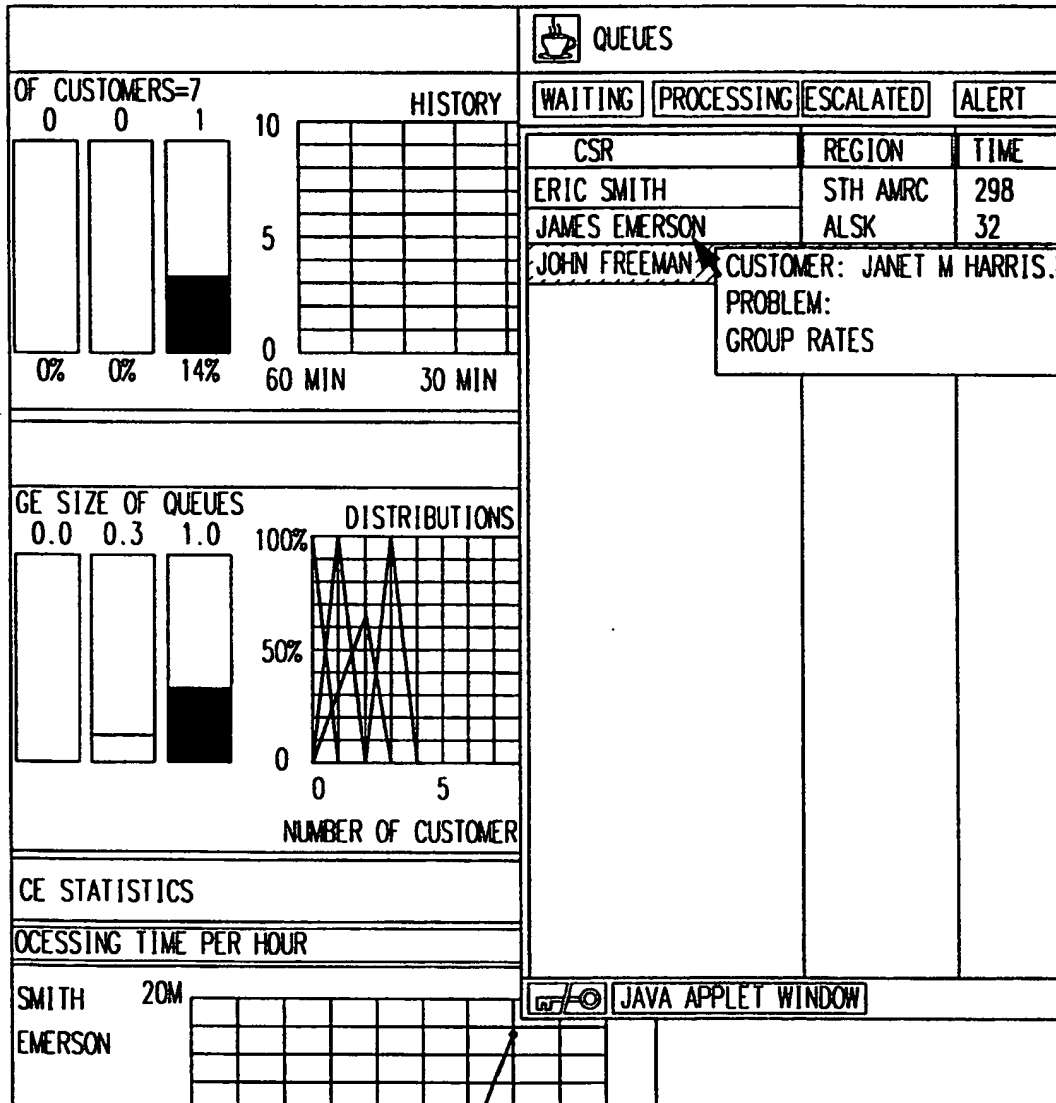 OF CUSTOMERS=7
0 0 1
HISTORY
10
5
0
0% 0% 14%
60 MIN 30 MIN
GE SIZE OF QUEUES
0.0 0.3 1.0
DISTRIBUTIONS
100%
50%
0
0 5
NUMBER OF CUSTOMER
CE STATISTICS
OCESSING TIME PER HOUR
SMITH 20M
EMERSON
QUEUES
WAITING PROCESSING ESCALATED ALERT
CSR REGION TIME
ERIC SMITH STH AMRC 298
JAMES EMERSON ALSK 32
JOHN FREEMAN
CUSTOMER: JANET M HARRIS.
PROBLEM:
GROUP RATES
JAVA APPLET WINDOW